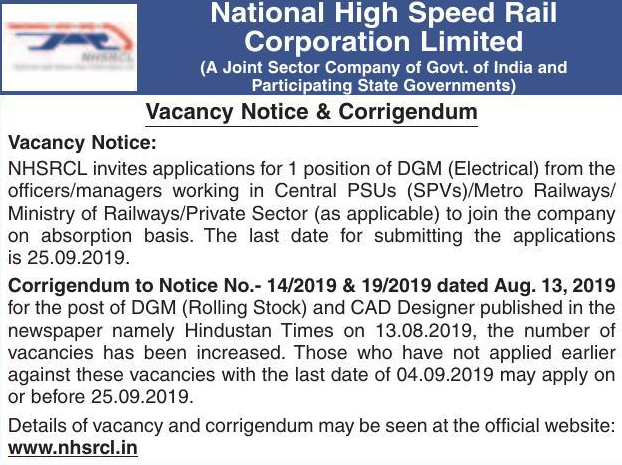 NHSRCL
National High Speed Rail
Corporation Limited
(A Joint Sector Company of Govt. of India and
Participating State Governments)
Vacancy Notice & Corrigendum
Vacancy Notice:
NHSRCL invites applications for 1 position of DGM (Electrical) from the
officers/managers working in Central PSUs (SPVs)/Metro Railways/
Ministry of Railways/Private Sector (as applicable) to join the company
on absorption basis. The last date for submitting the applications
is 25.09.2019.
Corrigendum to Notice No.- 14/2019 & 19/2019 dated Aug. 13, 2019
for the post of DGM (Rolling Stock) and CAD Designer published in the
newspaper namely Hindustan Times on 13.08.2019, the number of
vacancies has been increased. Those who have not applied earlier
against these vacancies with the last date of 04.09.2019 may apply on
or before 25.09.2019.
Details of vacancy and corrigendum may be seen at the official website:
www.nhsrcl.in